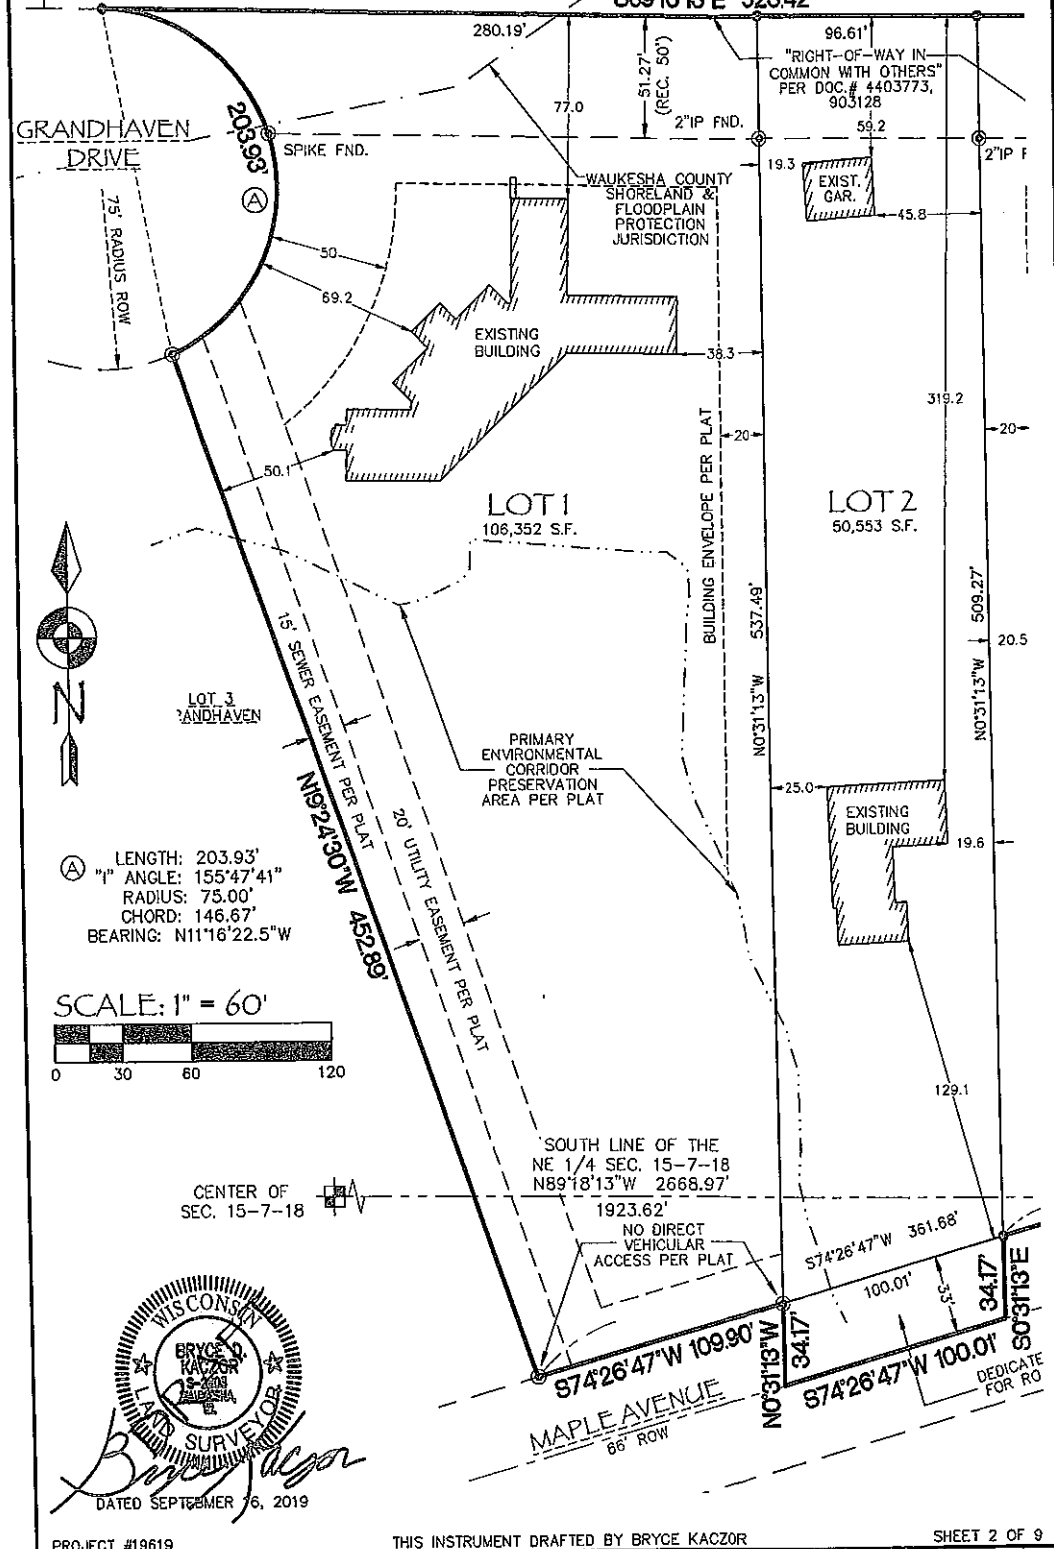 280.19'
96.61'
51.27'
(REC. 50')
77.0
"RIGHT-OF-WAY IN
COMMON WITH OTHERS"
PER DOC.# 4403773,
903128
59.2
2"IP FND.
GRANDHAVEN
DRIVE
203.93'
SPIKE FND.
A
75' RADIUS ROW
WAUKESHA COUNTY
SHORELAND &
FLOODPLAIN
PROTECTION
JURISDICTION
19.3
EXIST.
GAR.
45.8
2"IP F
50
69.2
EXISTING
BUILDING
38.3
319.2
BUILDING ENVELOPE PER PLAT
20
20
50.1
LOT 1
106,352 S.F.
LOT 2
50,553 S.F.
N0°31'13"W 537.49'
N0°31'13"W 509.27'
20.5
N
LOT 3
RANDHAVEN
15' SEWER EASEMENT PER PLAT
N19°24'30"W 452.89'
20' UTILITY EASEMENT PER PLAT
PRIMARY
ENVIRONMENTAL
CORRIDOR
PRESERVATION
AREA PER PLAT
25.0
EXISTING
BUILDING
19.6
A
LENGTH: 203.93'
"I" ANGLE: 155°47'41"
RADIUS: 75.00'
CHORD: 146.67'
BEARING: N11°16'22.5"W
SCALE: 1" = 60'
0 30 60 120
129.1
SOUTH LINE OF THE
NE 1/4 SEC. 15-7-18
N89°18'13"W 2668.97'
1923.62'
CENTER OF
SEC. 15-7-18
NO DIRECT
VEHICULAR
ACCESS PER PLAT
S74°26'47"W 361.68'
100.01'
33'
34.17'
S0°31'13"E
S74°26'47"W 109.90'
N0°31'13"W
34.17'
S74°26'47"W 100.01'
DEDICATE
FOR RO
MAPLE AVENUE
66' ROW
WISCONSIN
BRYCE
KACZOR
LAND SURVEYOR
Bryce Kaczor
DATED SEPTEBMER 16, 2019
PROJECT #19619
THIS INSTRUMENT DRAFTED BY BRYCE KACZOR
SHEET 2 OF 9